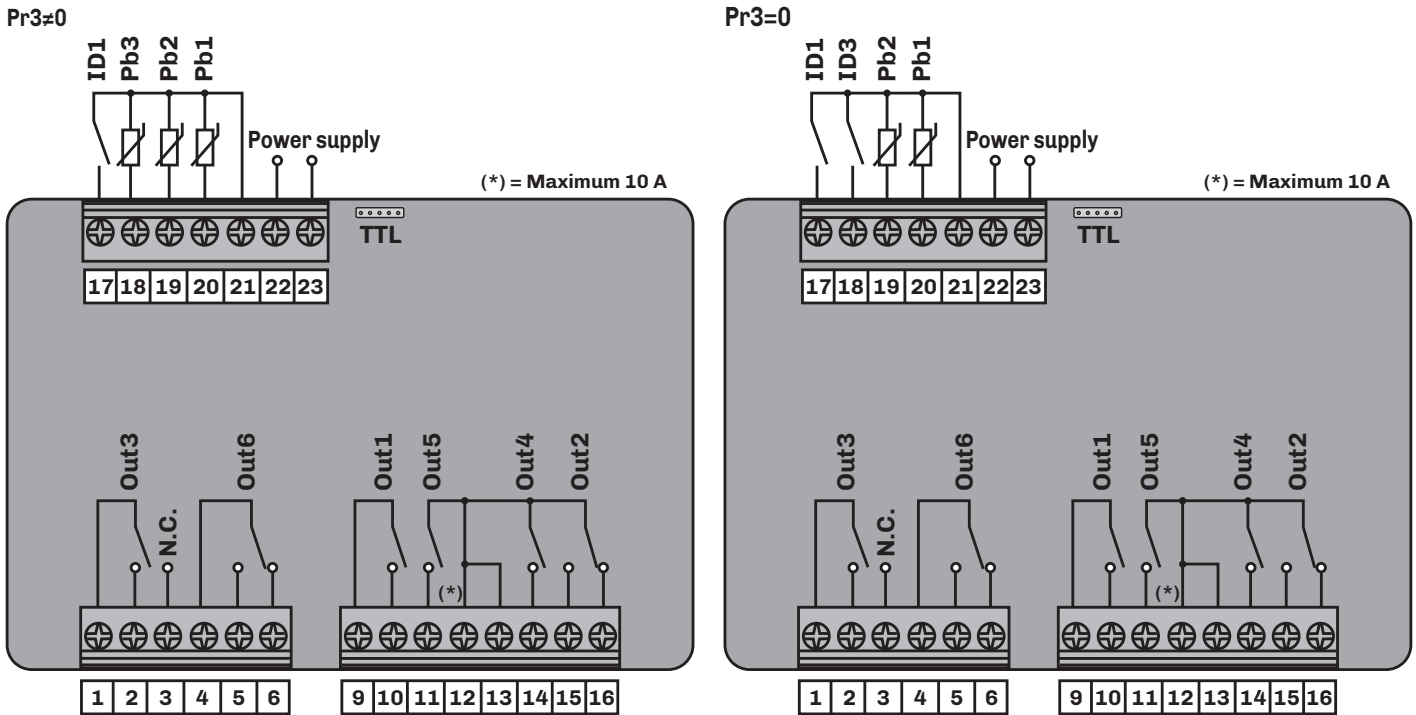 Pr3≠0
ID1 Pb3 Pb2 Pb1
Power supply
(*) = Maximum 10 A
TTL
17 18 19 20 21 22 23
Out3 Out6 Out1 Out5 Out4 Out2
N.C.
(*)
1 2 3 4 5 6 9 10 11 12 13 14 15 16
Pr3=0
ID1 ID3 Pb2 Pb1
Power supply
(*) = Maximum 10 A
TTL
17 18 19 20 21 22 23
Out3 Out6 Out1 Out5 Out4 Out2
N.C.
(*)
1 2 3 4 5 6 9 10 11 12 13 14 15 16